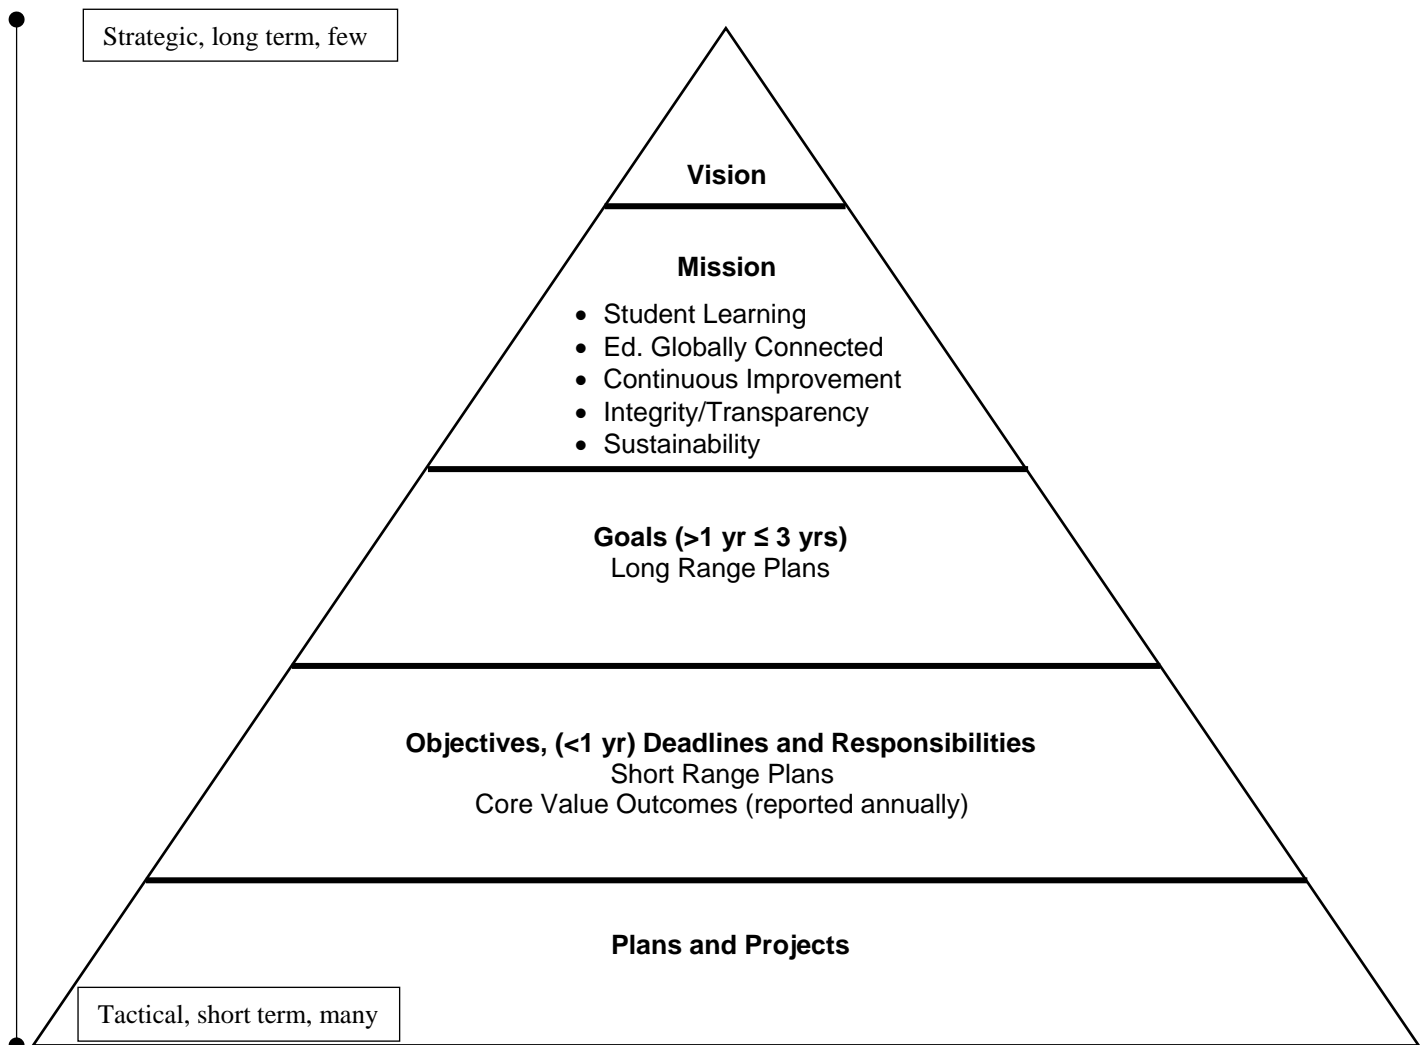 Strategic, long term, few
Vision
Mission
• Student Learning
• Ed. Globally Connected
• Continuous Improvement
• Integrity/Transparency
• Sustainability
Goals (>1 yr ≤ 3 yrs)
Long Range Plans
Objectives, (<1 yr) Deadlines and Responsibilities
Short Range Plans
Core Value Outcomes (reported annually)
Plans and Projects
Tactical, short term, many